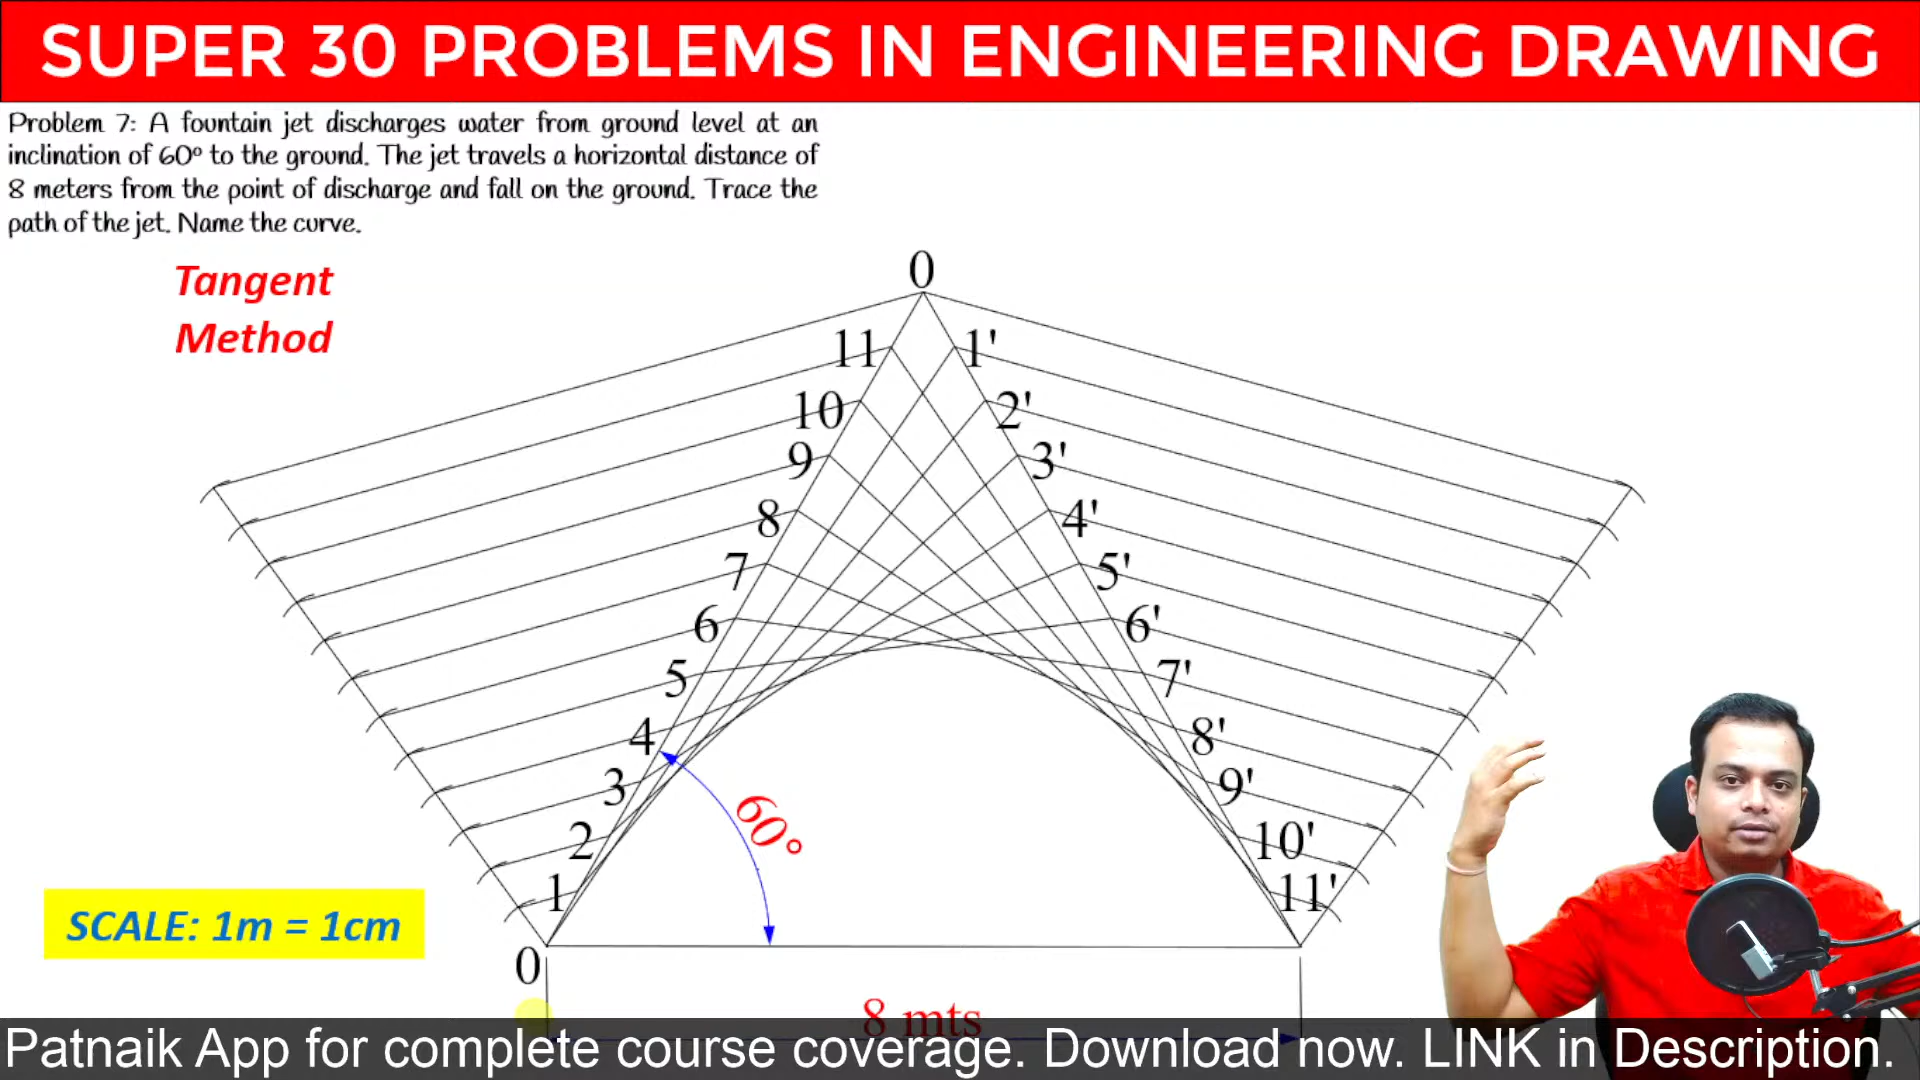 SUPER 30 PROBLEMS IN ENGINEERING DRAWING
Problem 7: A fountain jet discharges water from ground level at an
inclination of 60° to the ground. The jet travels a horizontal distance of
8 meters from the point of discharge and fall on the ground. Trace the
path of the jet. Name the curve.
Tangent
Method
0
11 1'
10 2'
9 3'
8 4'
7 5'
6 6'
5 7'
4 8'
3 9'
2 10'
1 11'
60°
SCALE: 1m = 1cm
0
8 mts
Patnaik App for complete course coverage. Download now. LINK in Description.